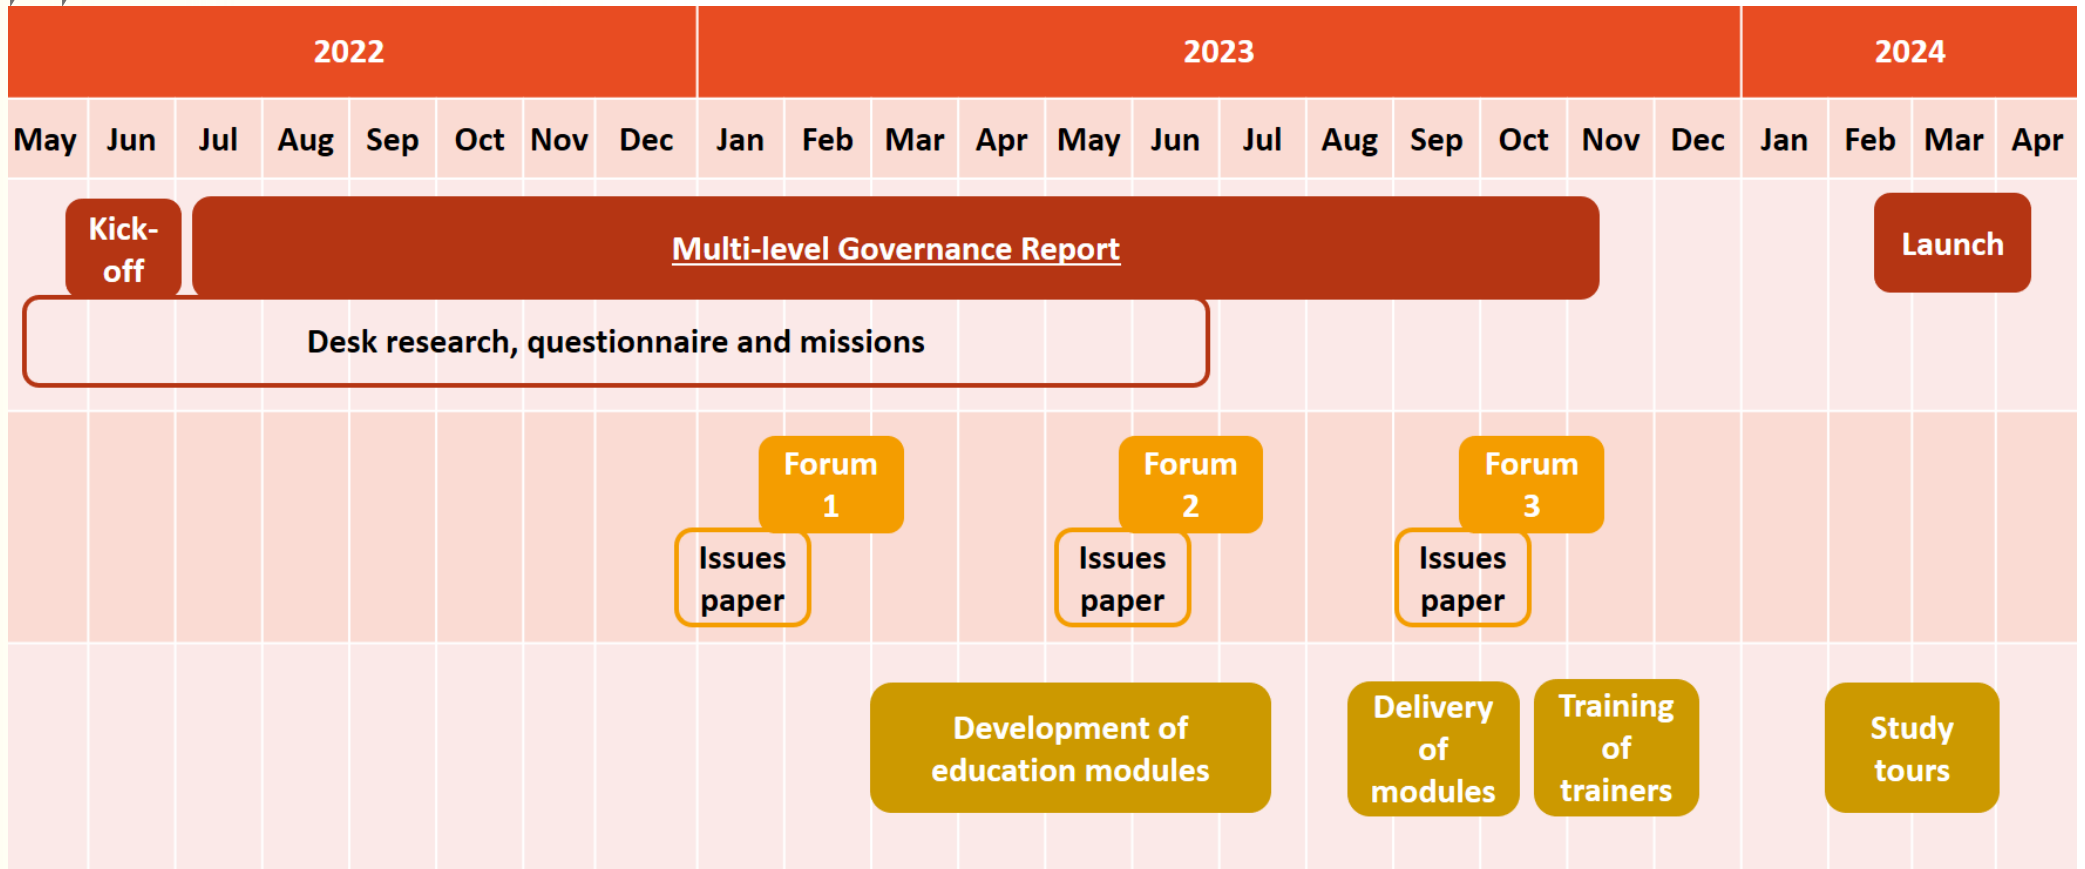 2022 2023 2024
May Jun Jul Aug Sep Oct Nov Dec Jan Feb Mar Apr May Jun Jul Aug Sep Oct Nov Dec Jan Feb Mar Apr
Kick-
off
Multi-level Governance Report
Launch
Desk research, questionnaire and missions
Forum
1
Forum
2
Forum
3
Issues
paper
Issues
paper
Issues
paper
Development of
education modules
Delivery
of
modules
Training
of
trainers
Study
tours